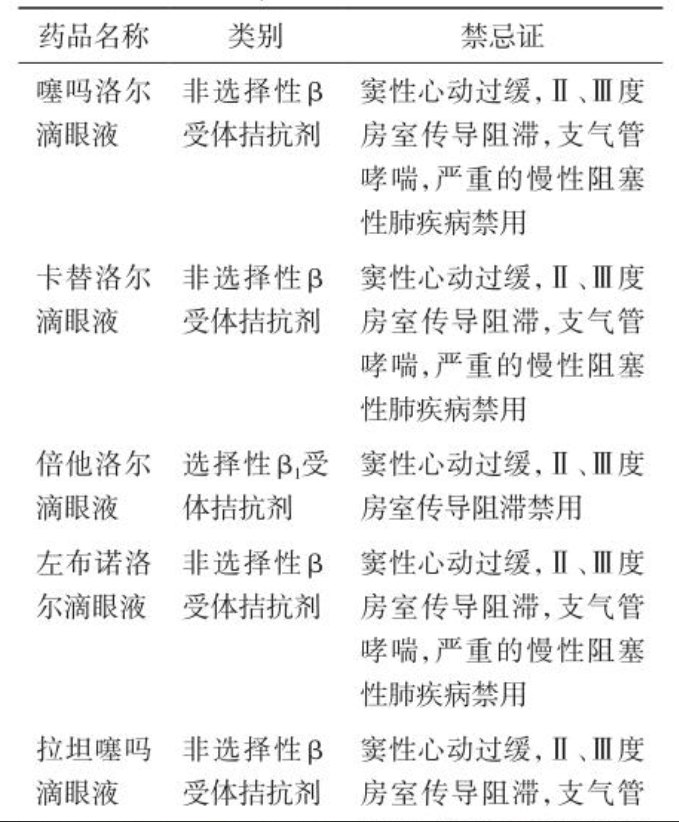 药品名称 类别 禁忌证
噻吗洛尔 非选择性β 窦性心动过缓,Ⅱ、Ⅲ度
滴眼液 受体拮抗剂 房室传导阻滞,支气管
哮喘,严重的慢性阻塞
性肺疾病禁用
卡替洛尔 非选择性β 窦性心动过缓,Ⅱ、Ⅲ度
滴眼液 受体拮抗剂 房室传导阻滞,支气管
哮喘,严重的慢性阻塞
性肺疾病禁用
倍他洛尔 选择性β₁受 窦性心动过缓,Ⅱ、Ⅲ度
滴眼液 体拮抗剂 房室传导阻滞禁用
左布诺洛 非选择性β 窦性心动过缓,Ⅱ、Ⅲ度
尔滴眼液 受体拮抗剂 房室传导阻滞,支气管
哮喘,严重的慢性阻塞
性肺疾病禁用
拉坦噻吗 非选择性β 窦性心动过缓,Ⅱ、Ⅲ度
滴眼液 受体拮抗剂 房室传导阻滞,支气管